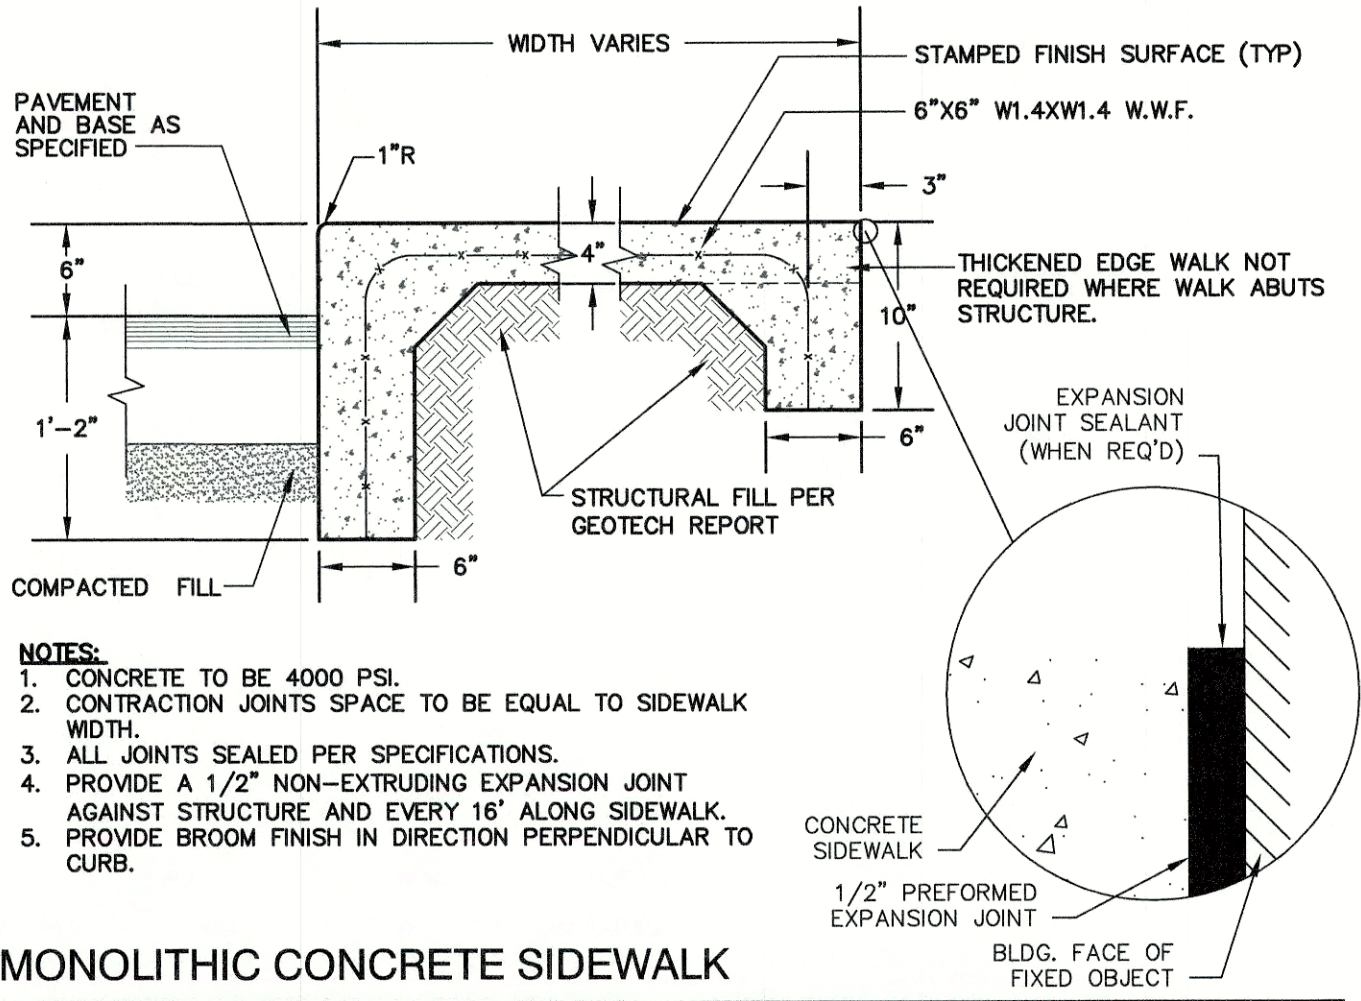 WIDTH VARIES
STAMPED FINISH SURFACE (TYP)
PAVEMENT
AND BASE AS
SPECIFIED
6"X6" W1.4XW1.4 W.W.F.
1"R
3"
6"
4"
THICKENED EDGE WALK NOT
REQUIRED WHERE WALK ABUTS
STRUCTURE.
10"
1'-2"
6"
EXPANSION
JOINT SEALANT
(WHEN REQ'D)
STRUCTURAL FILL PER
GEOTECH REPORT
6"
COMPACTED FILL
NOTES:
1. CONCRETE TO BE 4000 PSI.
2. CONTRACTION JOINTS SPACE TO BE EQUAL TO SIDEWALK
WIDTH.
3. ALL JOINTS SEALED PER SPECIFICATIONS.
4. PROVIDE A 1/2" NON-EXTRUDING EXPANSION JOINT
AGAINST STRUCTURE AND EVERY 16' ALONG SIDEWALK.
5. PROVIDE BROOM FINISH IN DIRECTION PERPENDICULAR TO
CURB.
CONCRETE
SIDEWALK
1/2" PREFORMED
EXPANSION JOINT
BLDG. FACE OF
FIXED OBJECT
MONOLITHIC CONCRETE SIDEWALK